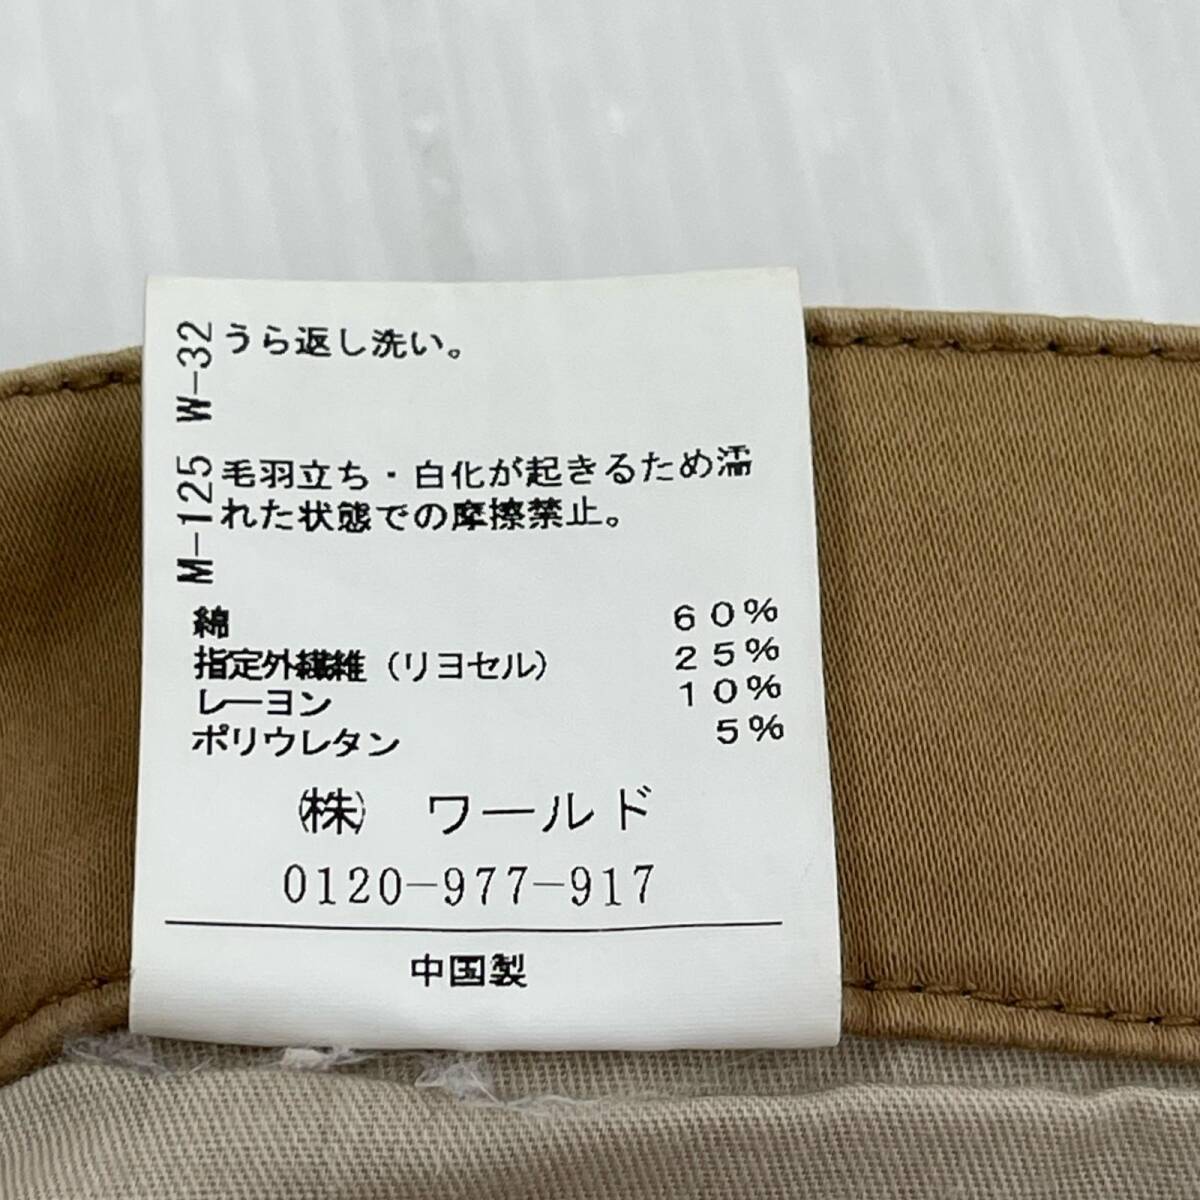 うら返し洗い。
毛羽立ち・白化が起きるため濡
れた状態での摩擦禁止。
M-125 W-32
綿 60%
指定外繊維(リヨセル) 25%
レーヨン 10%
ポリウレタン 5%
㈱ ワールド
0120-977-917
中国製